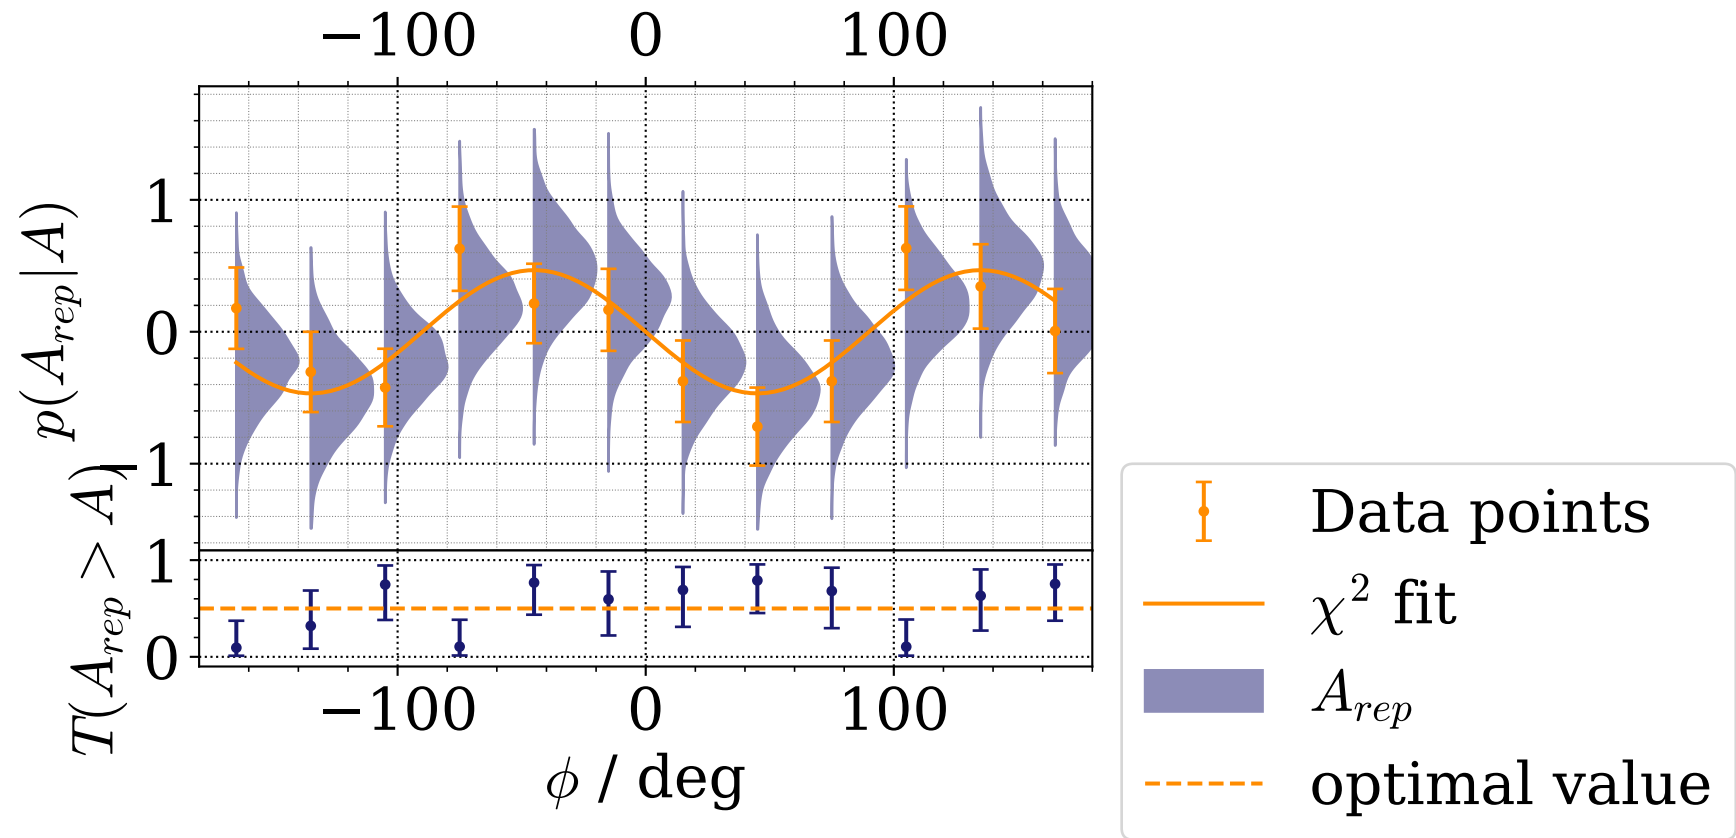 −100 0 100
p(A_rep|A)
1
0
−1
T(A_rep > A)
1
0
−100 0 100
ϕ / deg
Data points
χ² fit
A_rep
optimal value